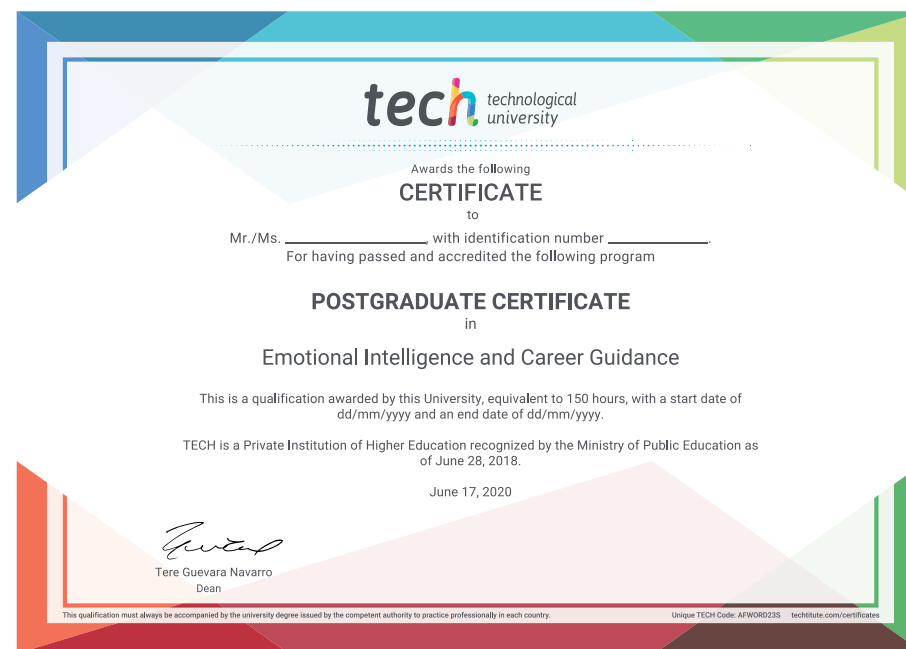 tech technological
university
Awards the following
CERTIFICATE
to
Mr./Ms. ____________________, with identification number ______________.
For having passed and accredited the following program
POSTGRADUATE CERTIFICATE
in
Emotional Intelligence and Career Guidance
This is a qualification awarded by this University, equivalent to 150 hours, with a start date of
dd/mm/yyyy and an end date of dd/mm/yyyy.
TECH is a Private Institution of Higher Education recognized by the Ministry of Public Education as
of June 28, 2018.
June 17, 2020
Tere Guevara Navarro
Dean
This qualification must always be accompanied by the university degree issued by the competent authority to practice professionally in each country.
Unique TECH Code: AFWORD23S techtitute.com/certificates